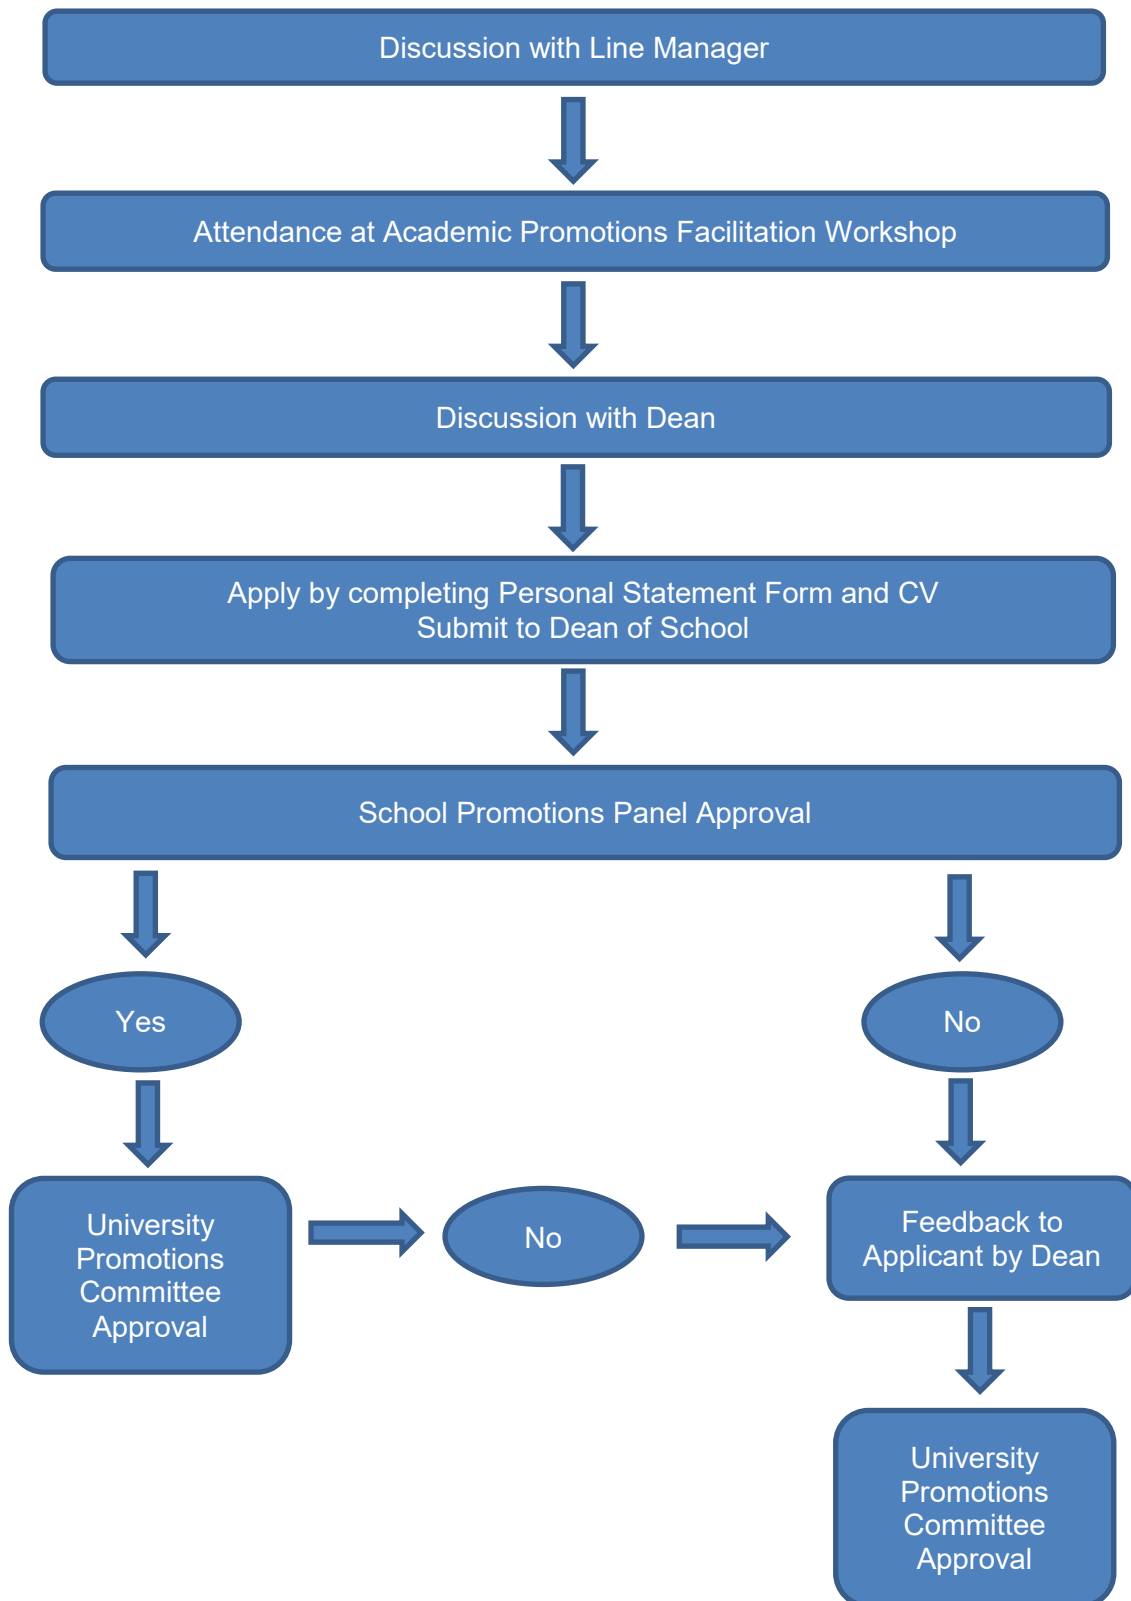 Discussion with Line Manager
Attendance at Academic Promotions Facilitation Workshop
Discussion with Dean
Apply by completing Personal Statement Form and CV
Submit to Dean of School
School Promotions Panel Approval
Yes
No
University
Promotions
Committee
Approval
No
Feedback to
Applicant by Dean
University
Promotions
Committee
Approval